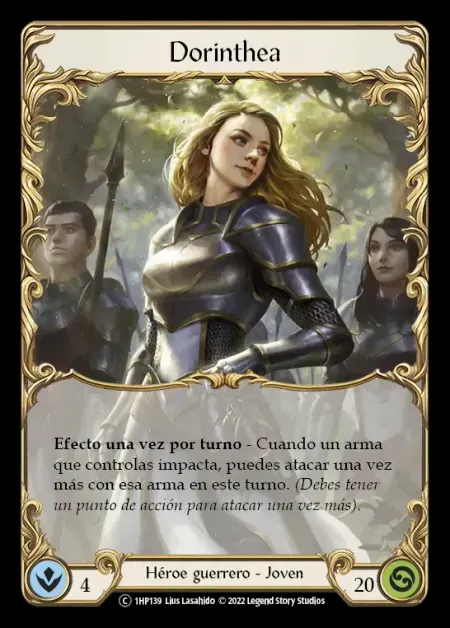 Dorinthea
Efecto una vez por turno - Cuando un arma
que controlas impacta, puedes atacar una vez
más con esa arma en este turno. (Debes tener
un punto de acción para atacar una vez más).
4
Héroe guerrero - Joven
20
C 1HP139 Lius Lasahido © 2022 Legend Story Studios